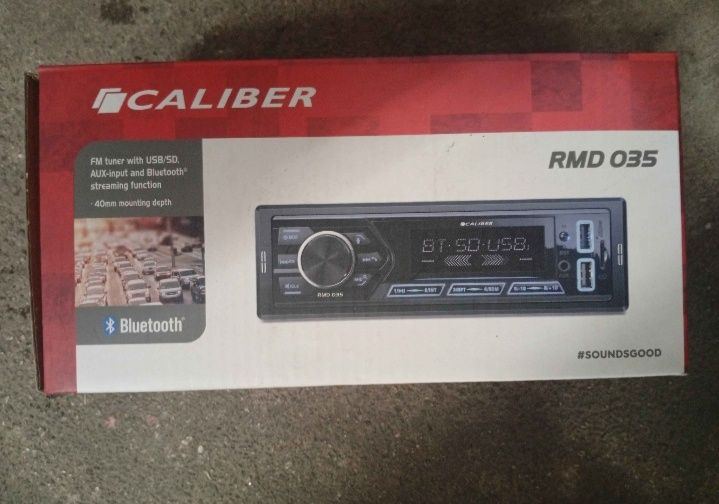 CALIBER
FM tuner with USB/SD,
AUX-input and Bluetooth®
streaming function
· 40mm mounting depth
RMD 035
CALIBER
BT·SD·USB
RMD 035
Bluetooth®
#SOUNDSGOOD